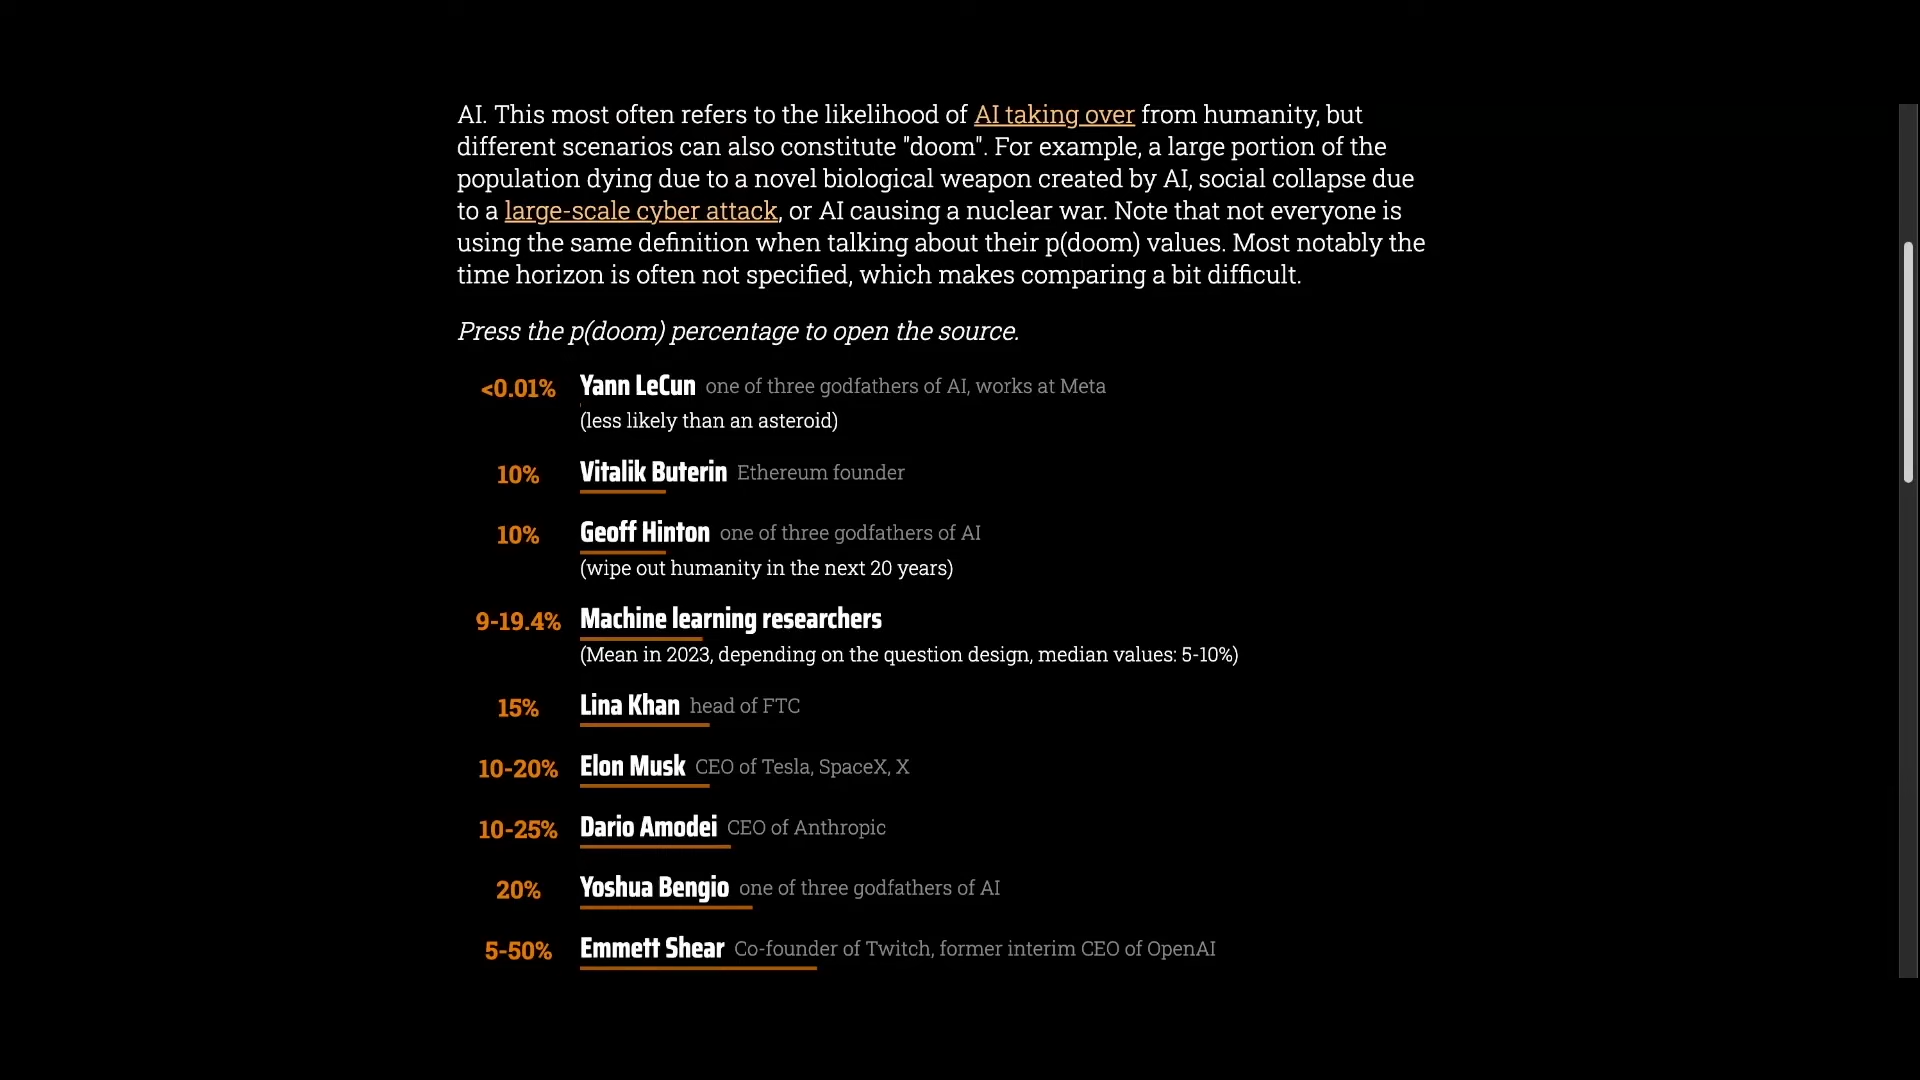 AI. This most often refers to the likelihood of AI taking over from humanity, but
different scenarios can also constitute "doom". For example, a large portion of the
population dying due to a novel biological weapon created by AI, social collapse due
to a large-scale cyber attack, or AI causing a nuclear war. Note that not everyone is
using the same definition when talking about their p(doom) values. Most notably the
time horizon is often not specified, which makes comparing a bit difficult.
Press the p(doom) percentage to open the source.
<0.01% Yann LeCun one of three godfathers of AI, works at Meta
(less likely than an asteroid)
10% Vitalik Buterin Ethereum founder
10% Geoff Hinton one of three godfathers of AI
(wipe out humanity in the next 20 years)
9-19.4% Machine learning researchers
(Mean in 2023, depending on the question design, median values: 5-10%)
15% Lina Khan head of FTC
10-20% Elon Musk CEO of Tesla, SpaceX, X
10-25% Dario Amodei CEO of Anthropic
20% Yoshua Bengio one of three godfathers of AI
5-50% Emmett Shear Co-founder of Twitch, former interim CEO of OpenAI